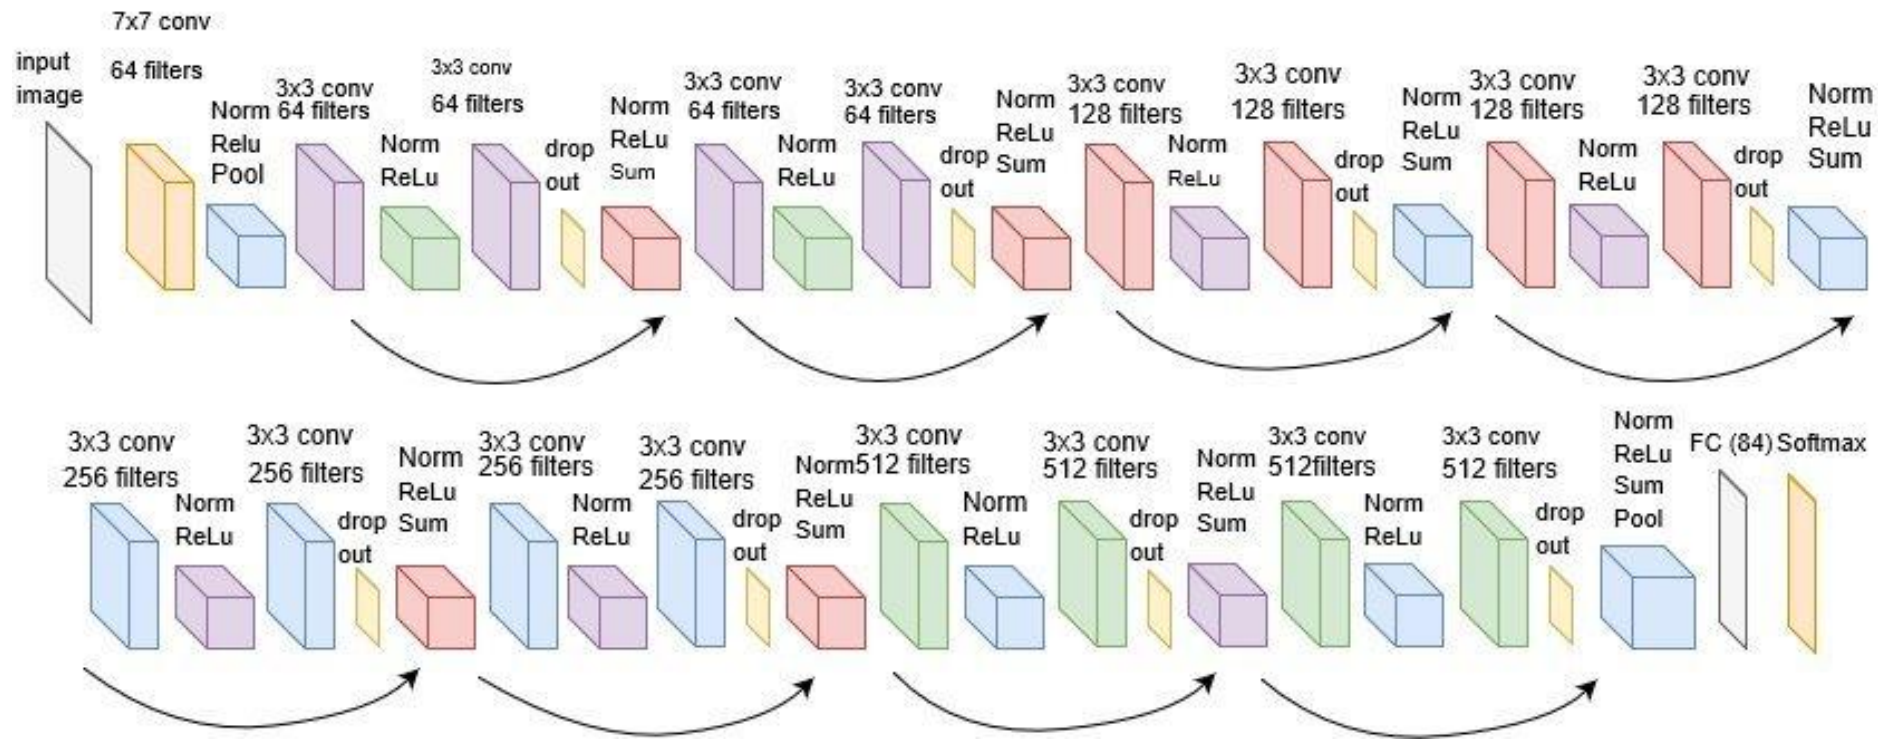 input
image
7x7 conv
64 filters
Norm
Relu
Pool
3x3 conv
64 filters
Norm
ReLu
3x3 conv
64 filters
drop
out
Norm
ReLu
Sum
3x3 conv
64 filters
Norm
ReLu
3x3 conv
64 filters
drop
out
Norm
ReLu
Sum
3x3 conv
128 filters
Norm
ReLu
3x3 conv
128 filters
drop
out
Norm
ReLu
Sum
3x3 conv
128 filters
Norm
ReLu
3x3 conv
128 filters
drop
out
Norm
ReLu
Sum
3x3 conv
256 filters
Norm
ReLu
3x3 conv
256 filters
drop
out
Norm
ReLu
Sum
3x3 conv
256 filters
Norm
ReLu
3x3 conv
256 filters
drop
out
Norm
ReLu
Sum
3x3 conv
512 filters
Norm
ReLu
3x3 conv
512 filters
drop
out
Norm
ReLu
Sum
3x3 conv
512filters
Norm
ReLu
3x3 conv
512 filters
drop
out
Norm
ReLu
Sum
Pool
FC (84)
Softmax